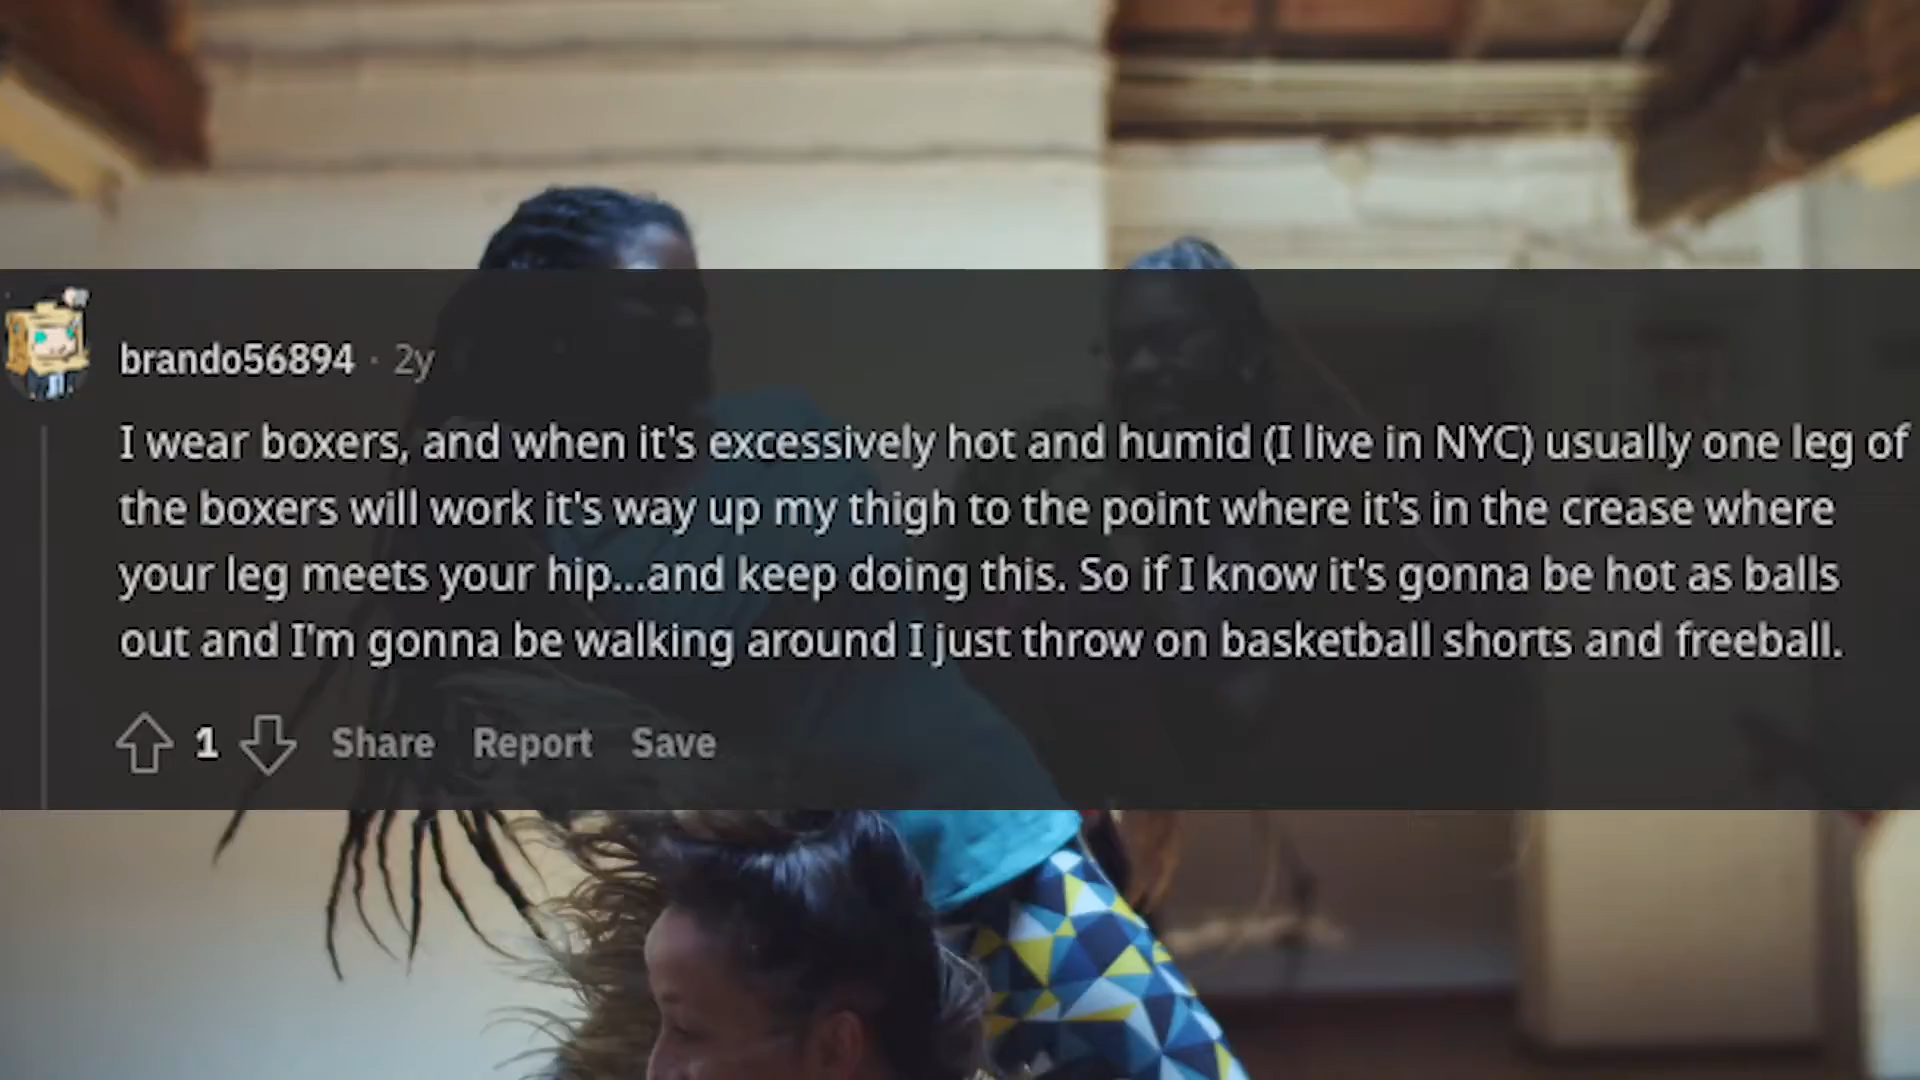 brando56894 · 2y
I wear boxers, and when it's excessively hot and humid (I live in NYC) usually one leg of
the boxers will work it's way up my thigh to the point where it's in the crease where
your leg meets your hip...and keep doing this. So if I know it's gonna be hot as balls
out and I'm gonna be walking around I just throw on basketball shorts and freeball.
1 Share Report Save